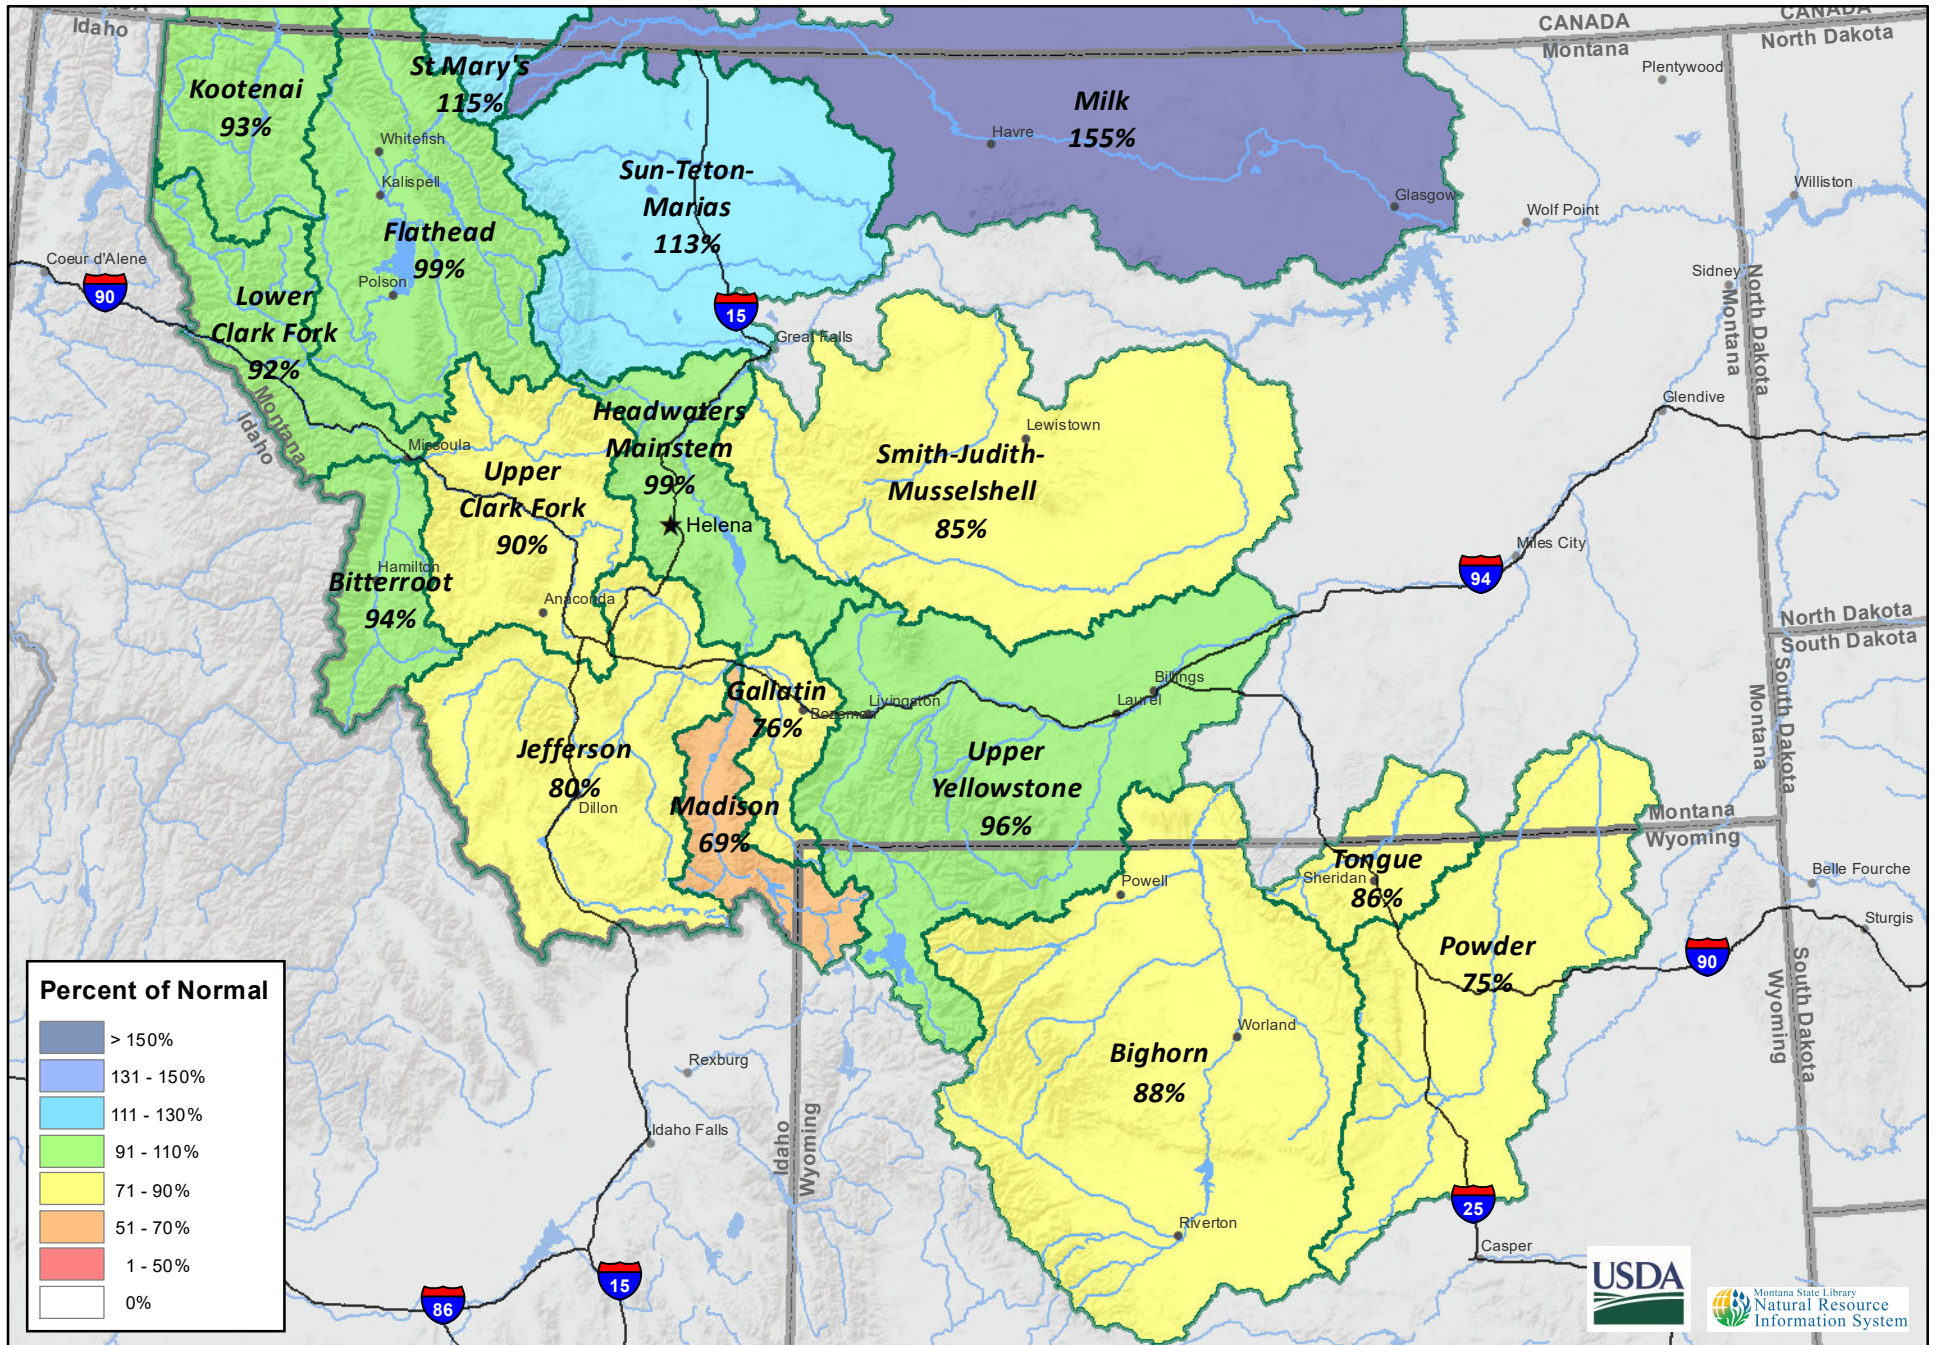 CANADA
Idaho
CANADA
Montana
CANADA
North Dakota
Kootenai
93%
St Mary's
115%
Milk
155%
Plentywood
Whitefish
Havre
Kalispell
Sun-Teton-
Marias
113%
Glasgow
Wolf Point
Williston
Flathead
99%
Coeur d'Alene
90
Polson
Lower
Clark Fork
92%
15
Great Falls
Sidney
Montana
North Dakota
Montana
Idaho
Glendive
Headwaters
Mainstem
99%
Lewistown
Missoula
Upper
Clark Fork
90%
Smith-Judith-
Musselshell
85%
Helena
Miles City
94
Hamilton
Bitterroot
94%
Anaconda
North Dakota
South Dakota
Montana
South Dakota
Gallatin
76%
Bozeman
Livingston
Billings
Laurel
Jefferson
80%
Dillon
Madison
69%
Upper
Yellowstone
96%
Montana
Wyoming
Tongue
86%
Sheridan
Powell
Belle Fourche
Sturgis
Powder
75%
90
South Dakota
Wyoming
Percent of Normal
> 150%
131 - 150%
111 - 130%
91 - 110%
71 - 90%
51 - 70%
1 - 50%
0%
Worland
Bighorn
88%
Rexburg
Idaho Falls
Idaho
Wyoming
Riverton
25
Casper
15
86
USDA
Montana State Library
Natural Resource
Information System